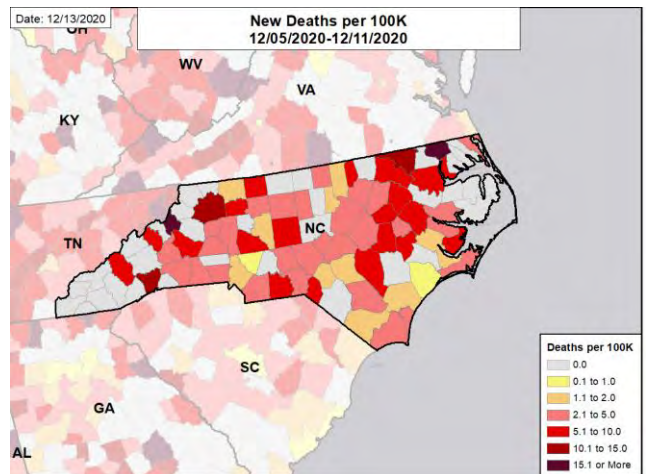 Date: 12/13/2020
New Deaths per 100K
12/05/2020-12/11/2020
OH
WV
VA
KY
NC
TN
SC
GA
AL
Deaths per 100K
0.0
0.1 to 1.0
1.1 to 2.0
2.1 to 5.0
5.1 to 10.0
10.1 to 15.0
15.1 or More